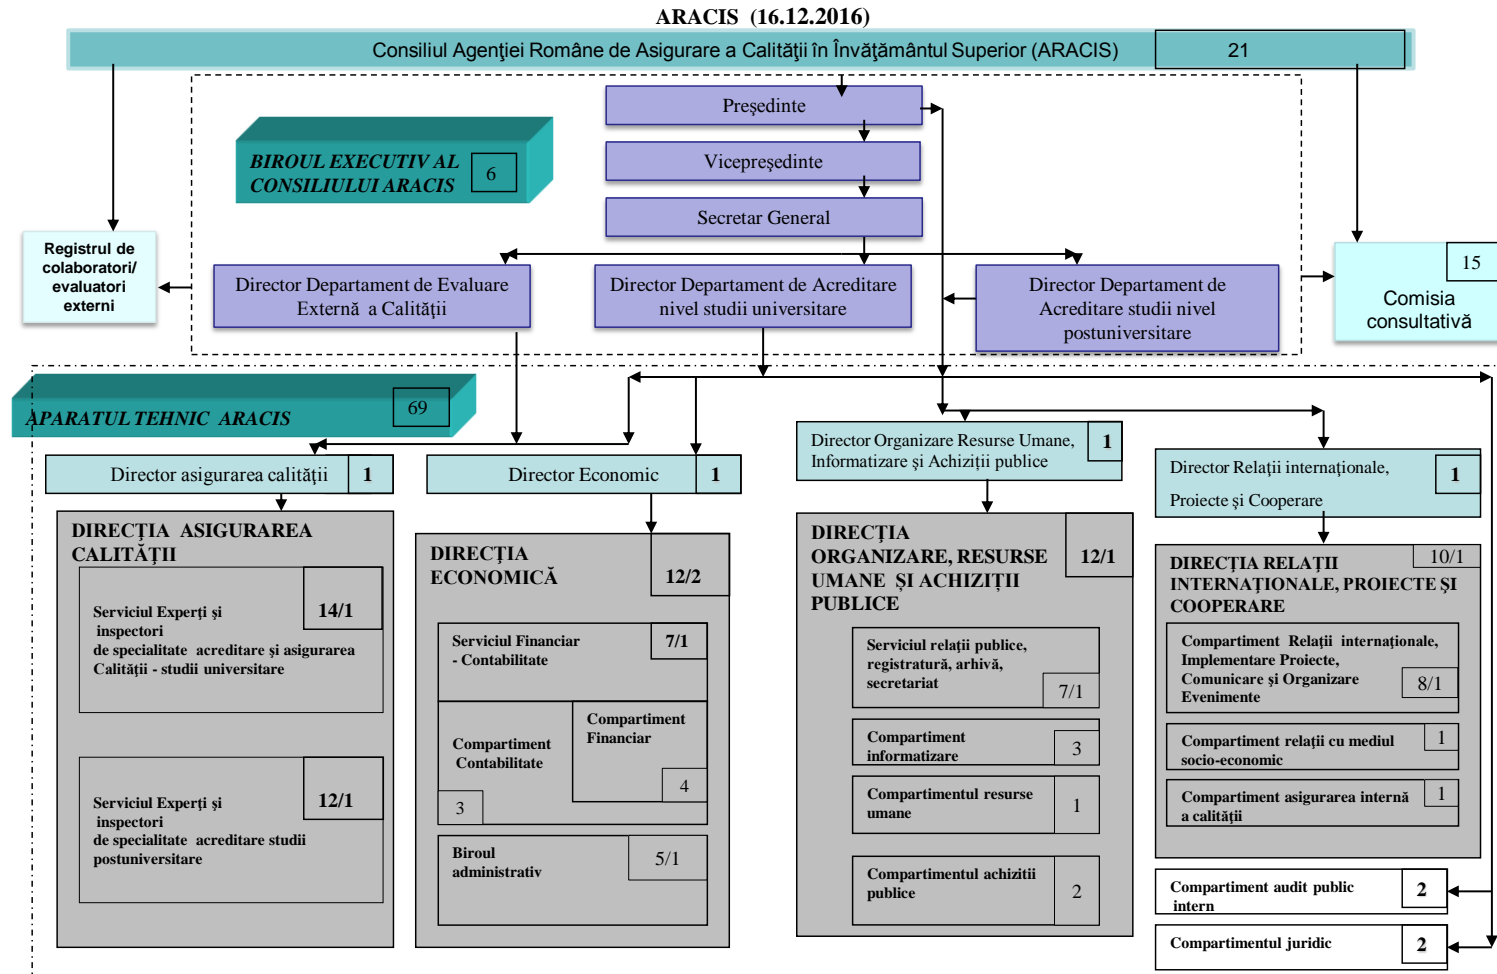 ARACIS (16.12.2016)
Consiliul Agenţiei Române de Asigurare a Calităţii în Învăţământul Superior (ARACIS)
21
Preşedinte
BIROUL EXECUTIV AL
CONSILIULUI ARACIS
6
Vicepreşedinte
Secretar General
Registrul de
colaboratori/
evaluatori
externi
Director Departament de Evaluare
Externă a Calităţii
Director Departament de Acreditare
nivel studii universitare
Director Departament de
Acreditare studii nivel
postuniversitare
15
Comisia
consultativă
APARATUL TEHNIC ARACIS
69
Director asigurarea calităţii
1
Director Economic
1
Director Organizare Resurse Umane,
Informatizare şi Achiziţii publice
1
Director Relaţii internaţionale,
Proiecte şi Cooperare
1
DIRECŢIA ASIGURAREA
CALITĂŢII
Serviciul Experţi şi
inspectori
de specialitate acreditare şi asigurarea
Calităţii - studii universitare
14/1
Serviciul Experţi şi
inspectori
de specialitate acreditare studii
postuniversitare
12/1
DIRECŢIA
ECONOMICĂ
12/2
Serviciul Financiar
- Contabilitate
7/1
Compartiment
Contabilitate
3
Compartiment
Financiar
4
Biroul
administrativ
5/1
DIRECŢIA
ORGANIZARE, RESURSE
UMANE ŞI ACHIZIŢII
PUBLICE
12/1
Serviciul relaţii publice,
registratură, arhivă,
secretariat
7/1
Compartiment
informatizare
3
Compartimentul resurse
umane
1
Compartimentul achizitii
publice
2
DIRECŢIA RELAŢII
INTERNAŢIONALE, PROIECTE ŞI
COOPERARE
10/1
Compartiment Relaţii internaţionale,
Implementare Proiecte,
Comunicare şi Organizare
Evenimente
8/1
Compartiment relaţii cu mediul
socio-economic
1
Compartiment asigurarea internă
a calităţii
1
Compartiment audit public
intern
2
Compartimentul juridic
2